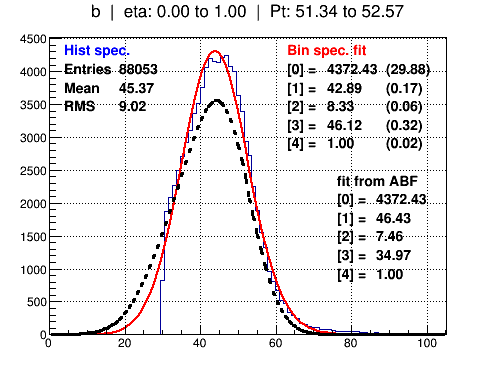 b | eta: 0.00 to 1.00 | Pt: 51.34 to 52.57
Hist spec.
Entries 88053
Mean 45.37
RMS 9.02
Bin spec. fit
[0] = 4372.43 (29.88)
[1] = 42.89 (0.17)
[2] = 8.33 (0.06)
[3] = 46.12 (0.32)
[4] = 1.00 (0.02)
fit from ABF
[0] = 4372.43
[1] = 46.43
[2] = 7.46
[3] = 34.97
[4] = 1.00
4500
4000
3500
3000
2500
2000
1500
1000
500
0
0 20 40 60 80 100